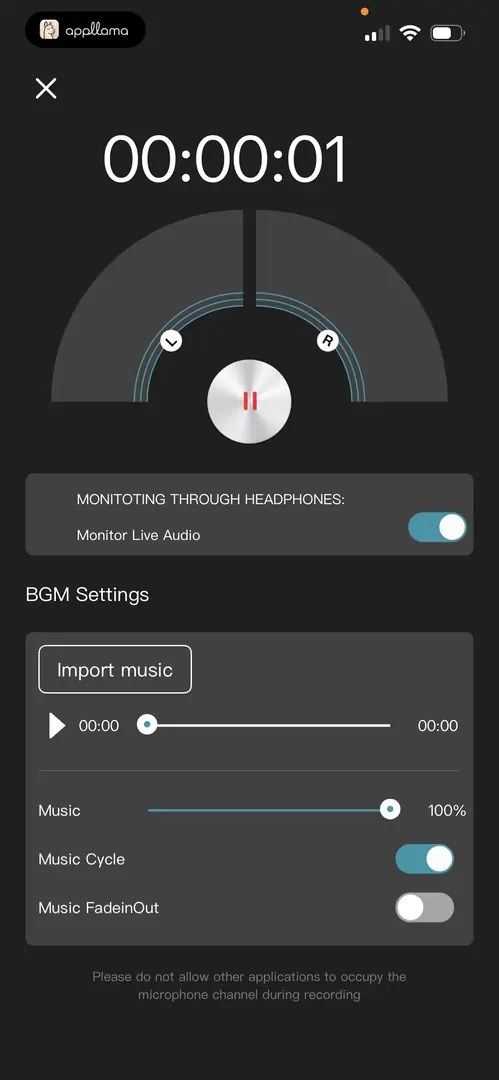 appllama
00:00:01
L
R
MONITOTING THROUGH HEADPHONES:
Monitor Live Audio
BGM Settings
Import music
00:00
00:00
Music
100%
Music Cycle
Music FadeinOut
Please do not allow other applications to occupy the
microphone channel during recording